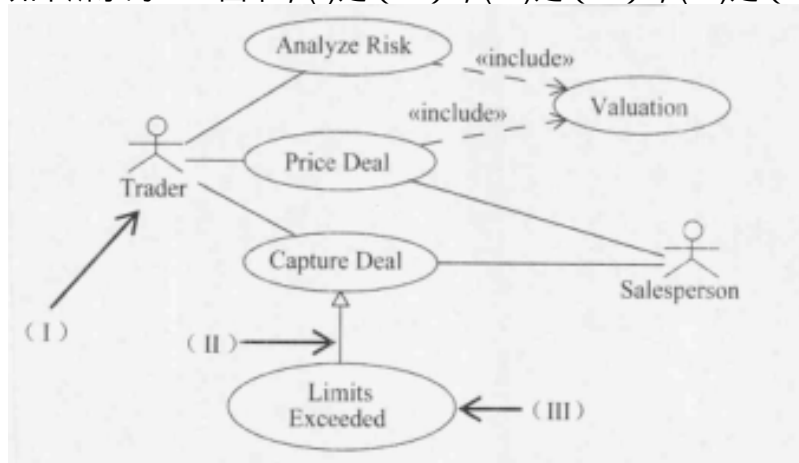 Analyze Risk
«include»
Valuation
«include»
Price Deal
Trader
Capture Deal
Salesperson
(I)
(II)
Limits
Exceeded
(III)